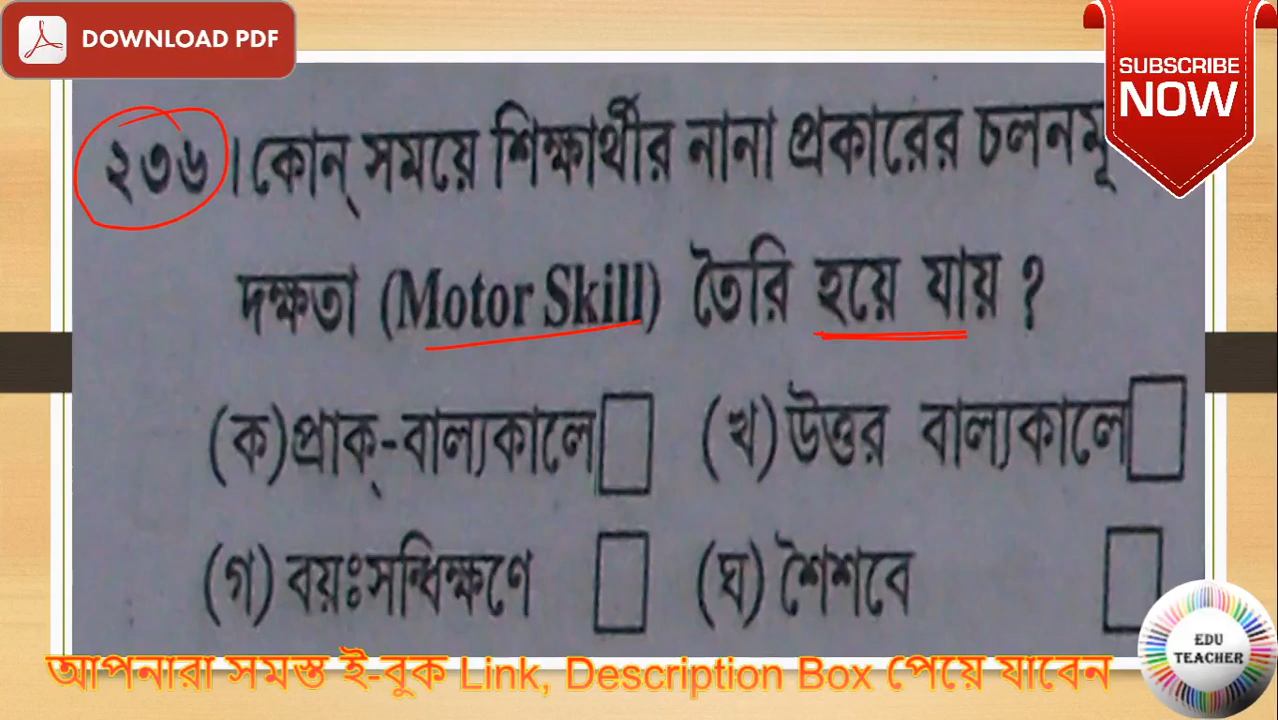 DOWNLOAD PDF
SUBSCRIBE
NOW
২৩৬। কোন্ সময়ে শিক্ষার্থীর নানা প্রকারের
দক্ষতা (Motor Skill) তৈরি হয়ে যায় ?
(ক) প্রাক্-বাল্যকালে (খ) উত্তর বাল্যকালে
(গ) বয়ঃসন্ধিক্ষণে (ঘ) শৈশবে
EDU
TEACHER
আপনারা সমস্ত ই-বুক Link, Description Box পেয়ে যাবেন